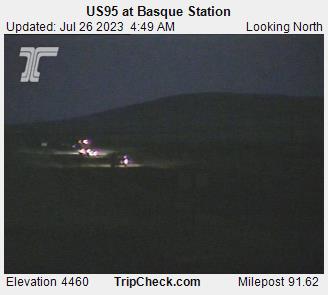 US95 at Basque Station
Updated: Jul 26 2023 4:49 AM Looking North
Elevation 4460 TripCheck.com Milepost 91.62